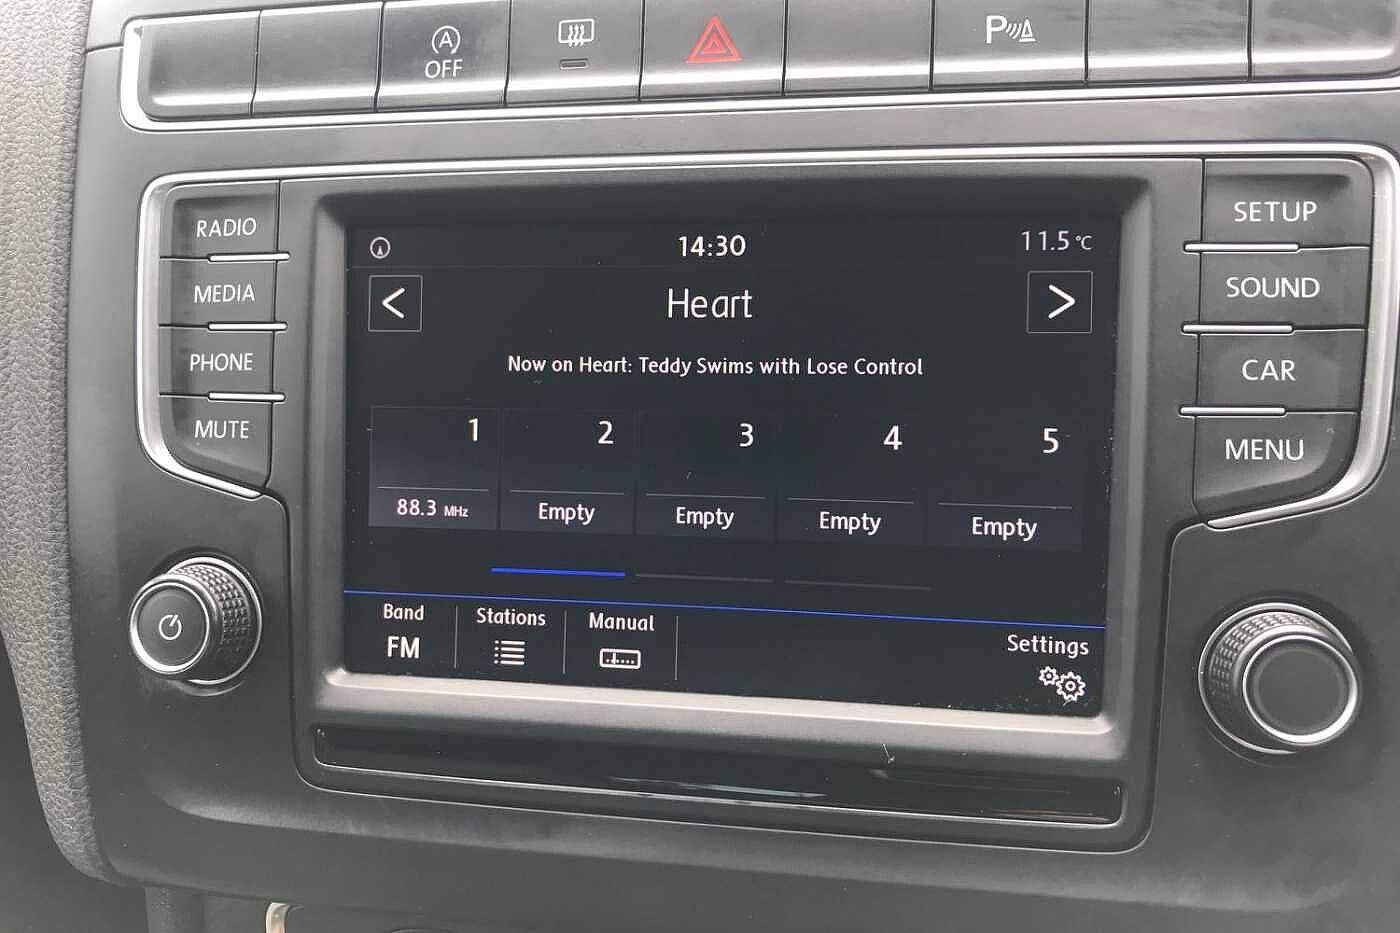 A
OFF
P
RADIO
MEDIA
PHONE
MUTE
SETUP
SOUND
CAR
MENU
14:30
11.5 °C
<
Heart
>
Now on Heart: Teddy Swims with Lose Control
1
2
3
4
5
88.3 MHz
Empty
Empty
Empty
Empty
Band
FM
Stations
Manual
Settings